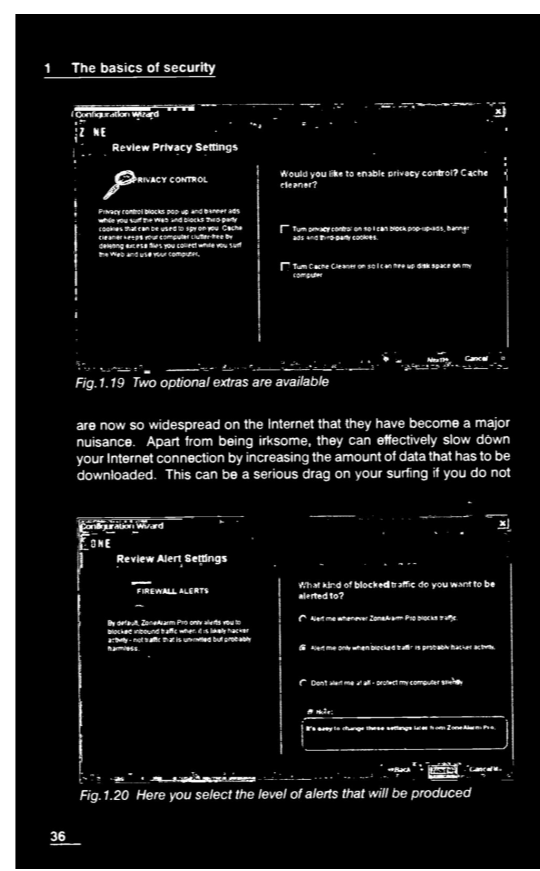 1 The basics of security
Configuration Wizard
Z NE
Review Privacy Settings
PRIVACY CONTROL
Privacy control blocks pop-up and banner ads
while you surf the Web and blocks third-party
cookies that can be used to spy on you. Cache
cleaner keeps your computer clutter-free by
deleting excess files you collect while you surf
the Web and use your computer.
Would you like to enable privacy control? Cache
cleaner?
Turn privacy control on so I can block pop-up-ads, banner
ads and third-party cookies.
Turn Cache Cleaner on so I can free up disk space on my
computer
Next> Cancel
Fig.1.19 Two optional extras are available
are now so widespread on the Internet that they have become a major
nuisance. Apart from being irksome, they can effectively slow down
your Internet connection by increasing the amount of data that has to be
downloaded. This can be a serious drag on your surfing if you do not
Configuration Wizard
ONE
Review Alert Settings
FIREWALL ALERTS
By default, ZoneAlarm Pro only alerts you to
blocked inbound traffic when it is likely hacker
activity - not traffic that is uninvited but probably
harmless.
What kind of blocked traffic do you want to be
alerted to?
Alert me whenever ZoneAlarm Pro blocks traffic.
Alert me only when blocked traffic is probably hacker activity.
Don't alert me at all - protect my computer silently
Note:
It's easy to change these settings later from ZoneAlarm Pro.
<Back Cancel
Fig.1.20 Here you select the level of alerts that will be produced
36